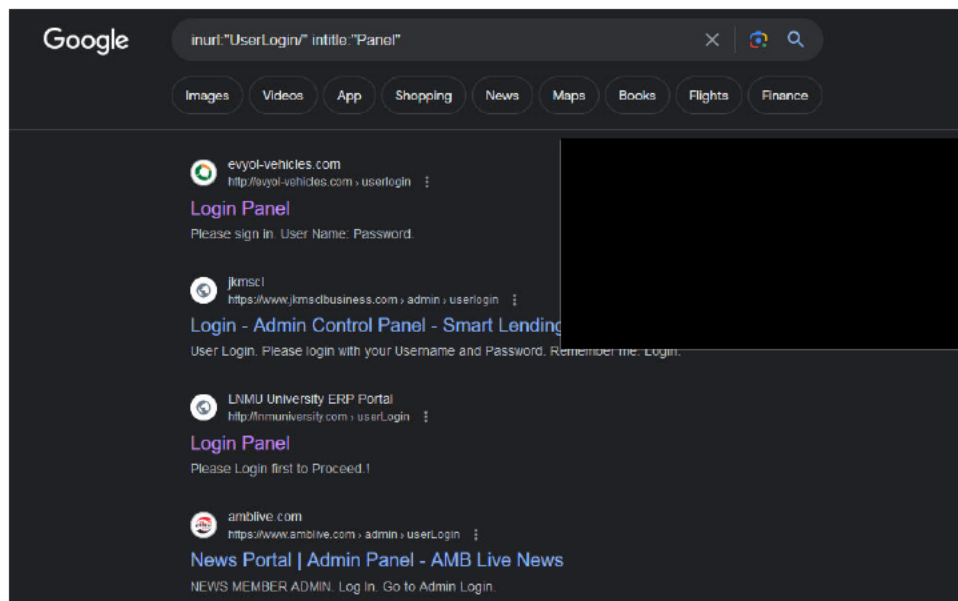 Google
inurl:"UserLogin/" intitle:"Panel"
Images Videos App Shopping News Maps Books Flights Finance
evyol-vehicles.com
http://evyol-vehicles.com › userlogin
Login Panel
Please sign in. User Name: Password.
jkmscl
https://www.jkmsclbusiness.com › admin › userlogin
Login - Admin Control Panel - Smart Lending
User Login. Please login with your Username and Password. Remember me. Login.
LNMU University ERP Portal
http://lnmuniversity.com › userLogin
Login Panel
Please Login first to Proceed.!
amblive.com
https://www.amblive.com › admin › userLogin
News Portal | Admin Panel - AMB Live News
NEWS MEMBER ADMIN. Log In. Go to Admin Login.